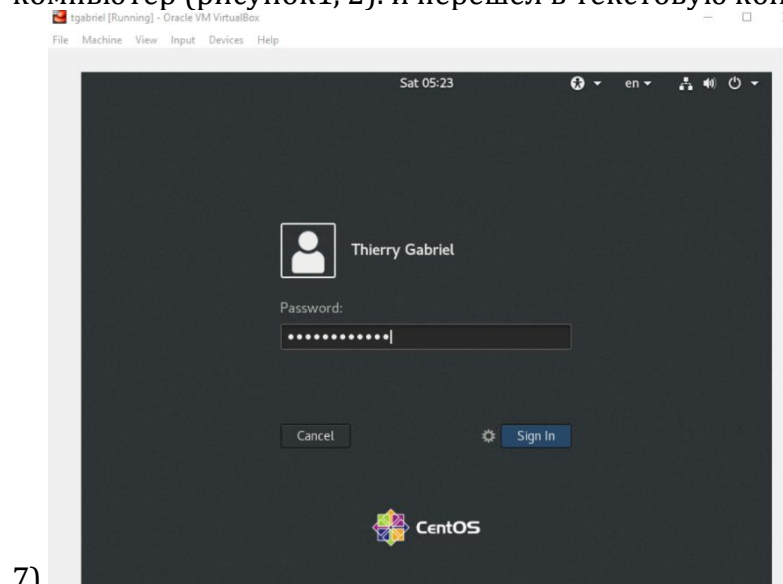 компьютер (рисунок1, 2). и перешел в текстовую кон
tgabriel [Running] - Oracle VM VirtualBox
File Machine View Input Devices Help
Sat 05:23 en
Thierry Gabriel
Password:
Cancel Sign In
CentOS
7)